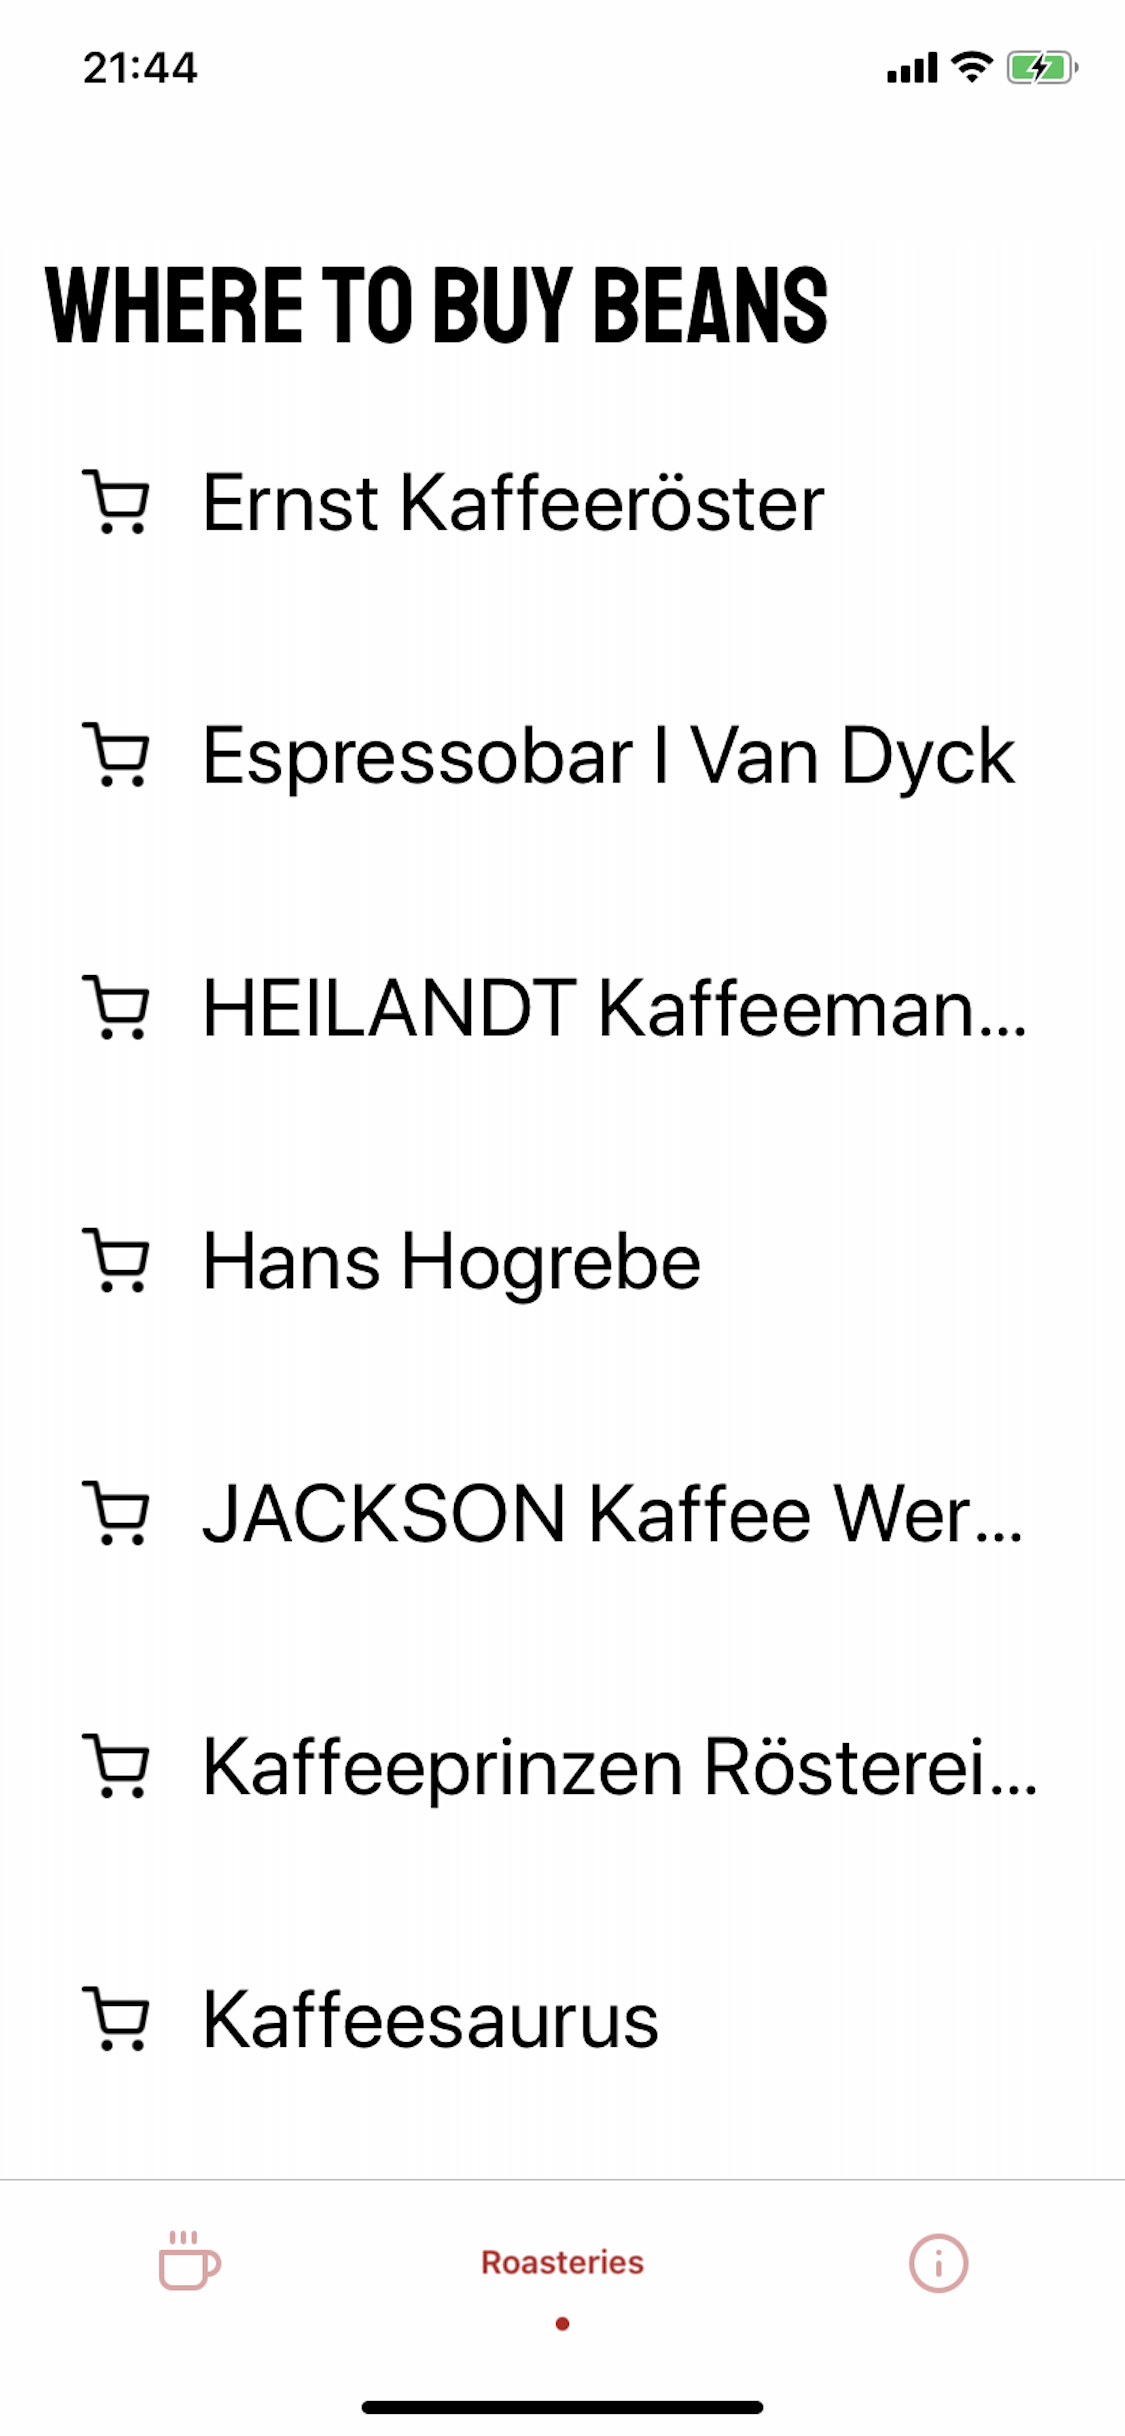 21:44
WHERE TO BUY BEANS
Ernst Kaffeeröster
Espressobar I Van Dyck
HEILANDT Kaffeeman...
Hans Hogrebe
JACKSON Kaffee Wer...
Kaffeeprinzen Rösterei...
Kaffeesaurus
Roasteries